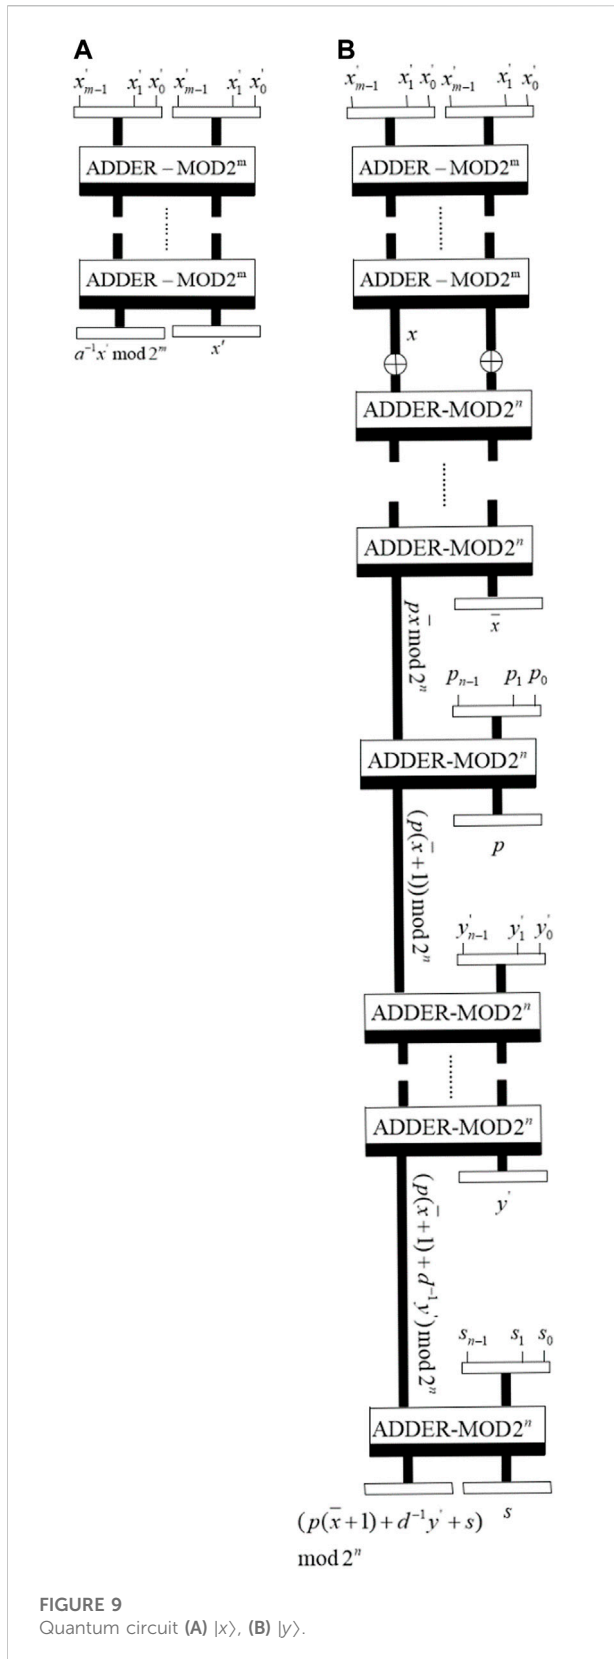 A
x'ₘ₋₁ x'₁ x'₀ x'ₘ₋₁ x'₁ x'₀
ADDER – MOD2ᵐ
ADDER – MOD2ᵐ
a⁻¹x' mod 2ᵐ x'
B
x'ₘ₋₁ x'₁ x'₀ x'ₘ₋₁ x'₁ x'₀
ADDER – MOD2ᵐ
ADDER – MOD2ᵐ
x
ADDER-MOD2ⁿ
ADDER-MOD2ⁿ
x̄
px̄ mod 2ⁿ
pₙ₋₁ p₁ p₀
ADDER-MOD2ⁿ
p
(p(x̄+1)) mod 2ⁿ
y'ₙ₋₁ y'₁ y'₀
ADDER-MOD2ⁿ
ADDER-MOD2ⁿ
y'
(p(x̄+1)+d⁻¹y') mod 2ⁿ
sₙ₋₁ s₁ s₀
ADDER-MOD2ⁿ
(p(x̄+1)+d⁻¹y'+s) s
mod 2ⁿ
FIGURE 9
Quantum circuit (A) |x⟩, (B) |y⟩.